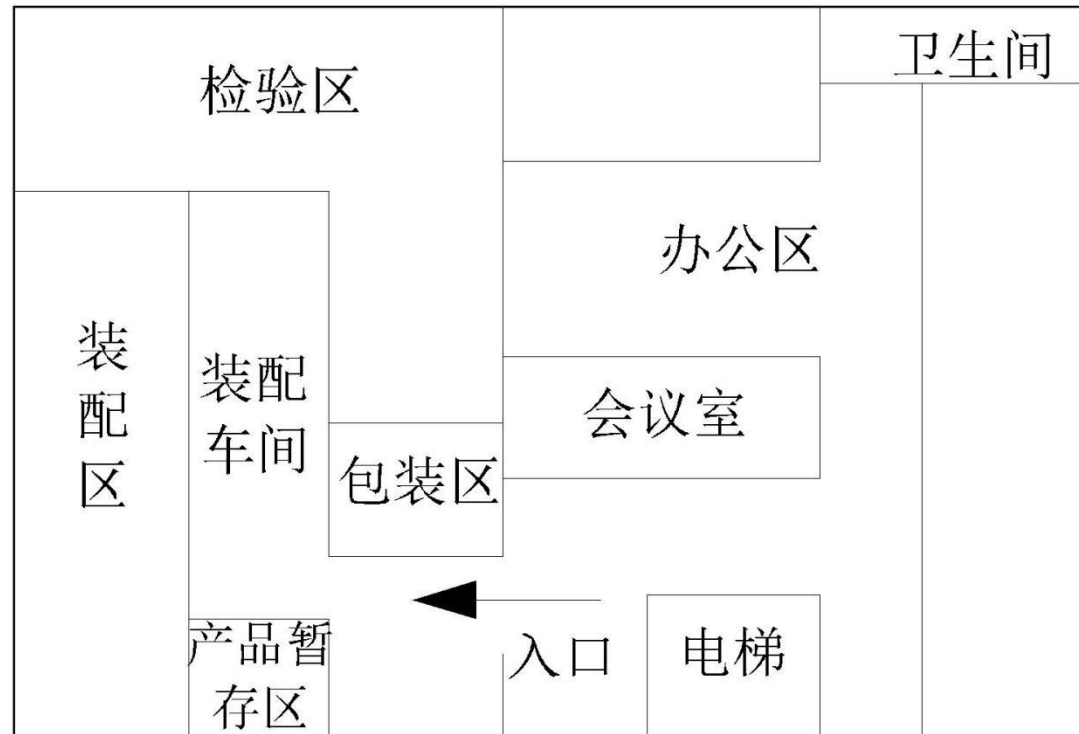 卫生间
检验区
办公区
装
配
区
装配
车间
会议室
包装区
产品暂
存区
入口
电梯